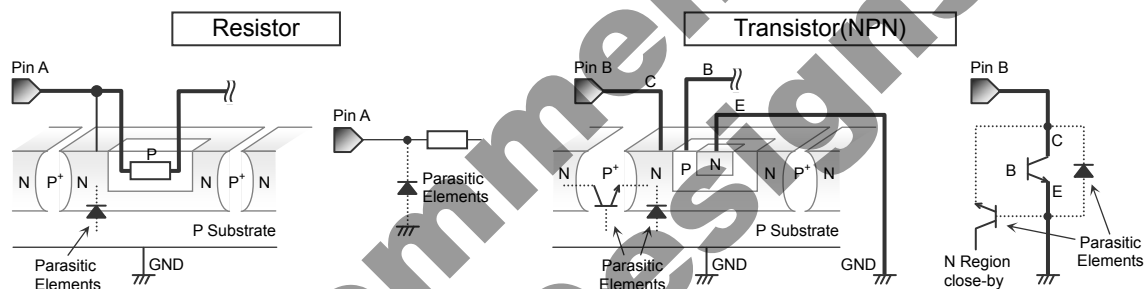 Resistor
Transistor(NPN)
Pin A
P
N P+ N N P+ N
P Substrate
Parasitic
Elements
GND
Pin A
Parasitic
Elements
Pin B
C
B
E
N P+ N P N N P+ N
P Substrate
Parasitic
Elements
GND
GND
Pin B
C
B
E
N Region
close-by
Parasitic
Elements